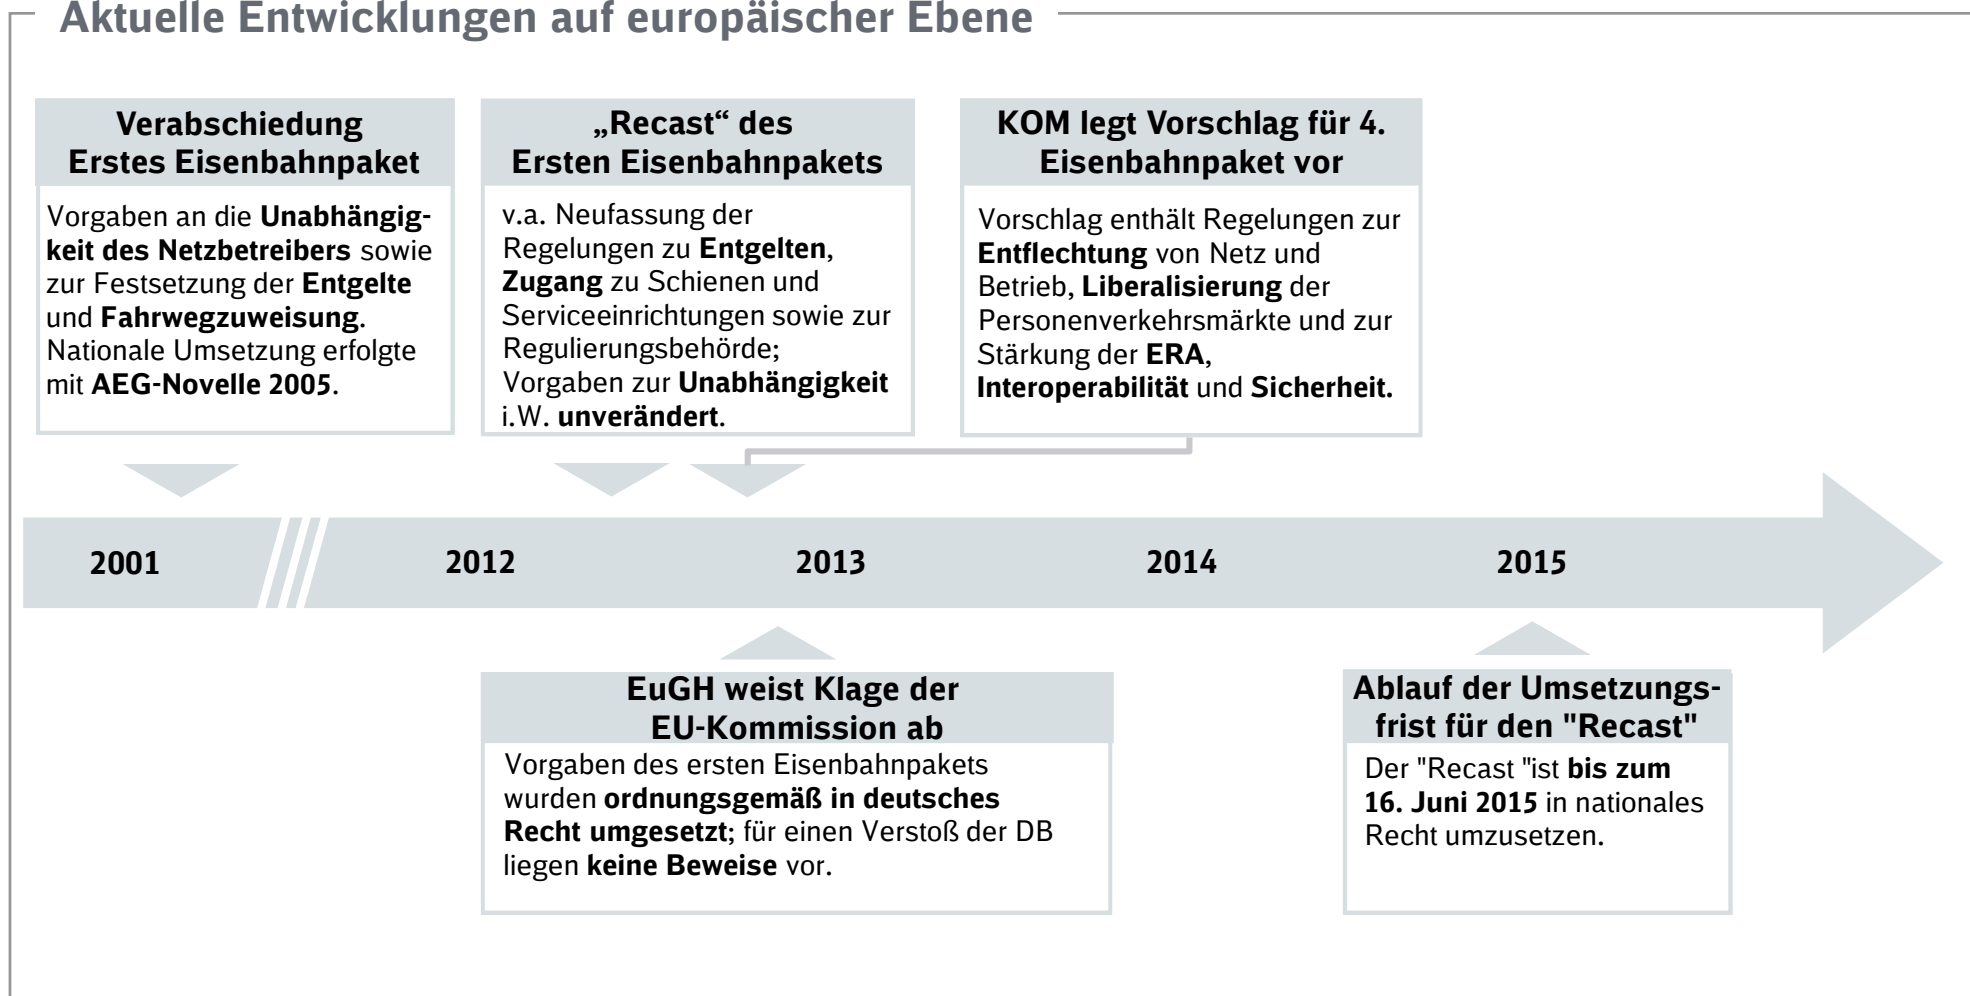 Aktuelle Entwicklungen auf europäischer Ebene
Verabschiedung
Erstes Eisenbahnpaket
Vorgaben an die Unabhängig-
keit des Netzbetreibers sowie
zur Festsetzung der Entgelte
und Fahrwegzuweisung.
Nationale Umsetzung erfolgte
mit AEG-Novelle 2005.
„Recast“ des
Ersten Eisenbahnpakets
v.a. Neufassung der
Regelungen zu Entgelten,
Zugang zu Schienen und
Serviceeinrichtungen sowie zur
Regulierungsbehörde;
Vorgaben zur Unabhängigkeit
i.W. unverändert.
KOM legt Vorschlag für 4.
Eisenbahnpaket vor
Vorschlag enthält Regelungen zur
Entflechtung von Netz und
Betrieb, Liberalisierung der
Personenverkehrsmärkte und zur
Stärkung der ERA,
Interoperabilität und Sicherheit.
2001
2012
2013
2014
2015
EuGH weist Klage der
EU-Kommission ab
Vorgaben des ersten Eisenbahnpakets
wurden ordnungsgemäß in deutsches
Recht umgesetzt; für einen Verstoß der DB
liegen keine Beweise vor.
Ablauf der Umsetzungs-
frist für den "Recast"
Der "Recast "ist bis zum
16. Juni 2015 in nationales
Recht umzusetzen.